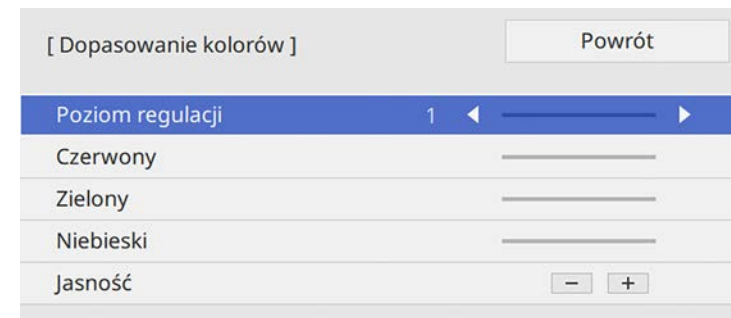 [ Dopasowanie kolorów ] Powrót
Poziom regulacji 1
Czerwony
Zielony
Niebieski
Jasność − +